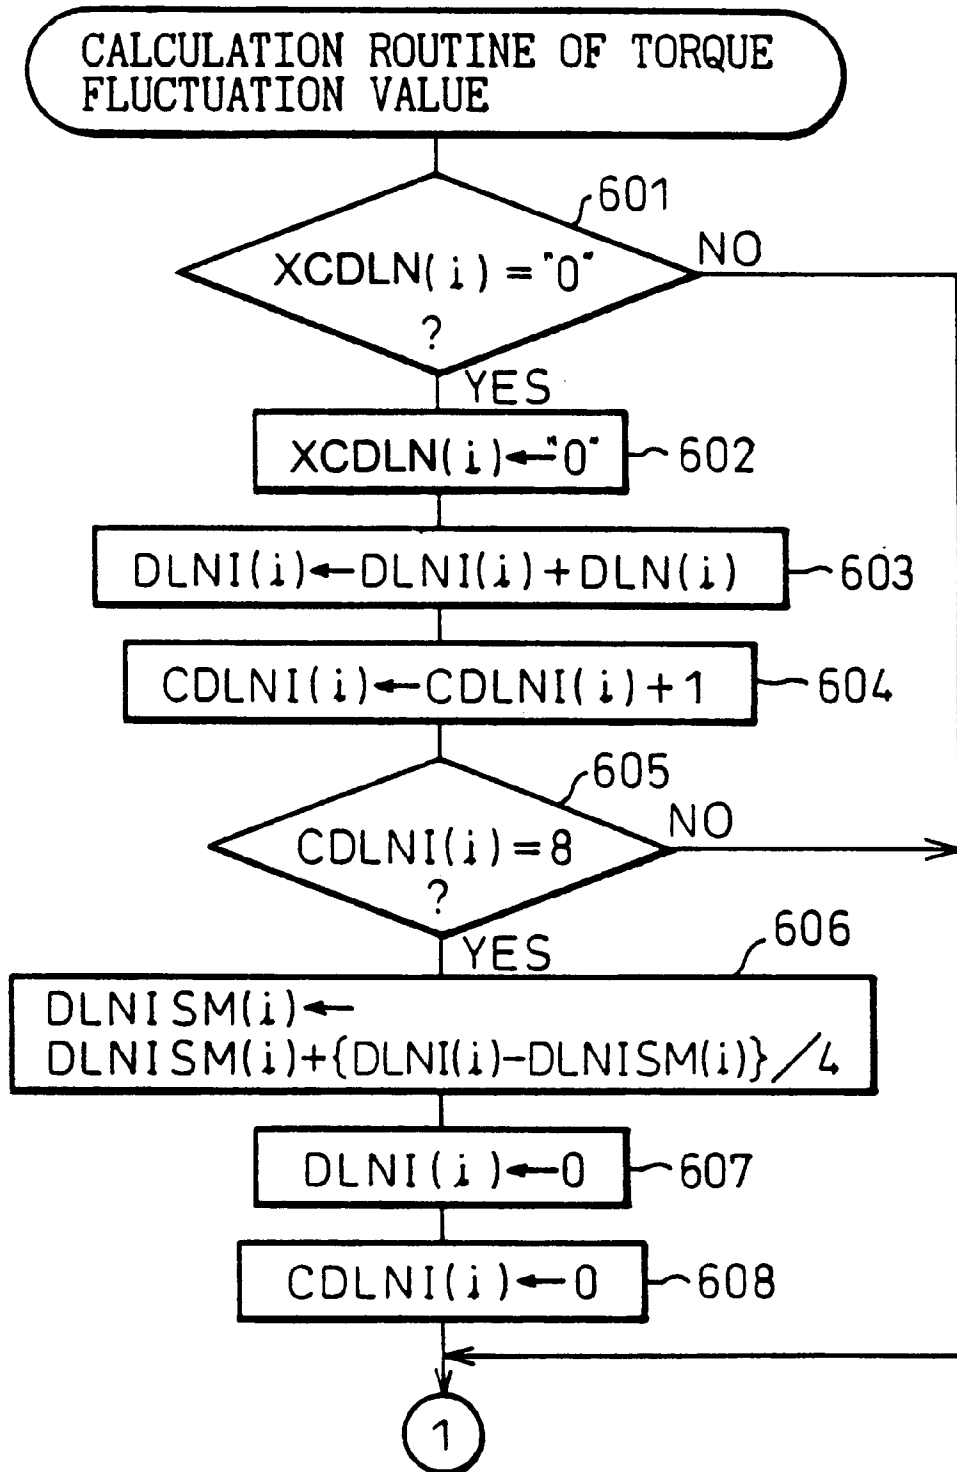 CALCULATION ROUTINE OF TORQUE
FLUCTUATION VALUE
601
XCDLN(i)="0"
?
NO
YES
XCDLN(i)←"0"
602
DLNI(i)←DLNI(i)+DLN(i)
603
CDLNI(i)←CDLNI(i)+1
604
605
CDLNI(i)=8
?
NO
YES
606
DLNISM(i)←
DLNISM(i)+{DLNI(i)-DLNISM(i)}/4
DLNI(i)←0
607
CDLNI(i)←0
608
1